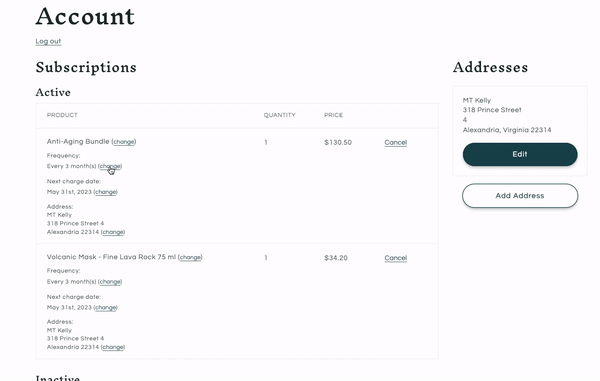 Account
Log out
Subscriptions
Active
PRODUCT QUANTITY PRICE
Anti-Aging Bundle (change) 1 $130.50 Cancel
Frequency:
Every 3 month(s) (change)
Next charge date:
May 31st, 2023 (change)
Address:
MT Kelly
318 Prince Street 4
Alexandria 22314 (change)
Volcanic Mask - Fine Lava Rock 75 ml (change) 1 $34.20 Cancel
Frequency:
Every 3 month(s) (change)
Next charge date:
May 31st, 2023 (change)
Address:
MT Kelly
318 Prince Street 4
Alexandria 22314 (change)
Inactive
Addresses
MT Kelly
318 Prince Street
4
Alexandria, Virginia 22314
Edit
Add Address